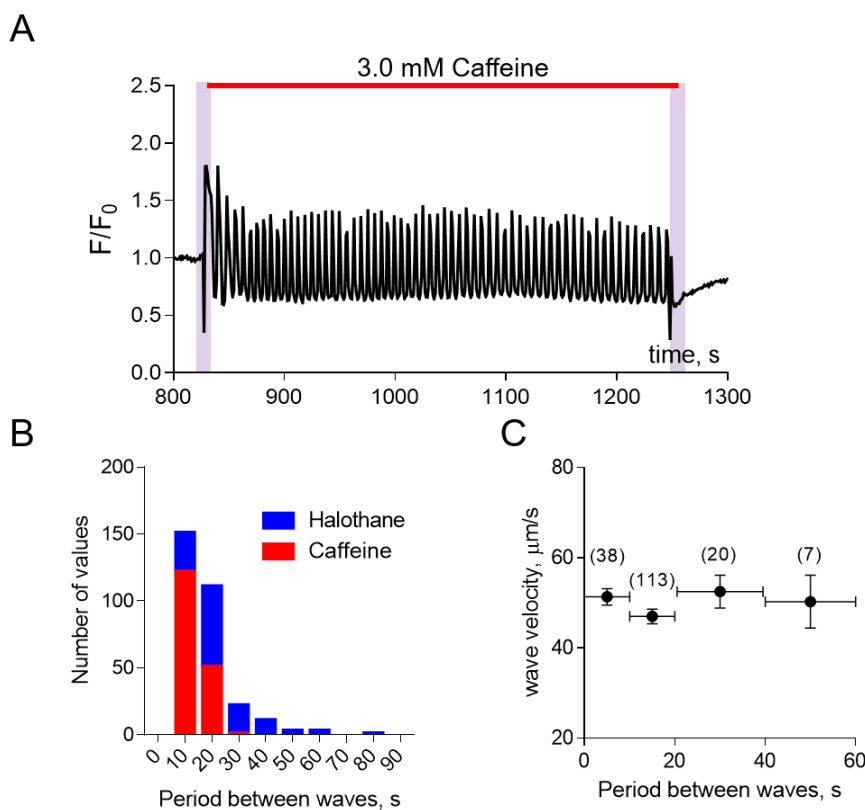 A
3.0 mM Caffeine
2.5
2.0
1.5
1.0
0.5
0.0
F/F0
time, s
800 900 1000 1100 1200 1300
B
200
150
100
50
0
Number of values
Halothane
Caffeine
0 10 20 30 40 50 60 70 80 90
Period between waves, s
C
80
60
40
20
wave velocity, μm/s
(38) (113) (20) (7)
0 20 40 60
Period between waves, s